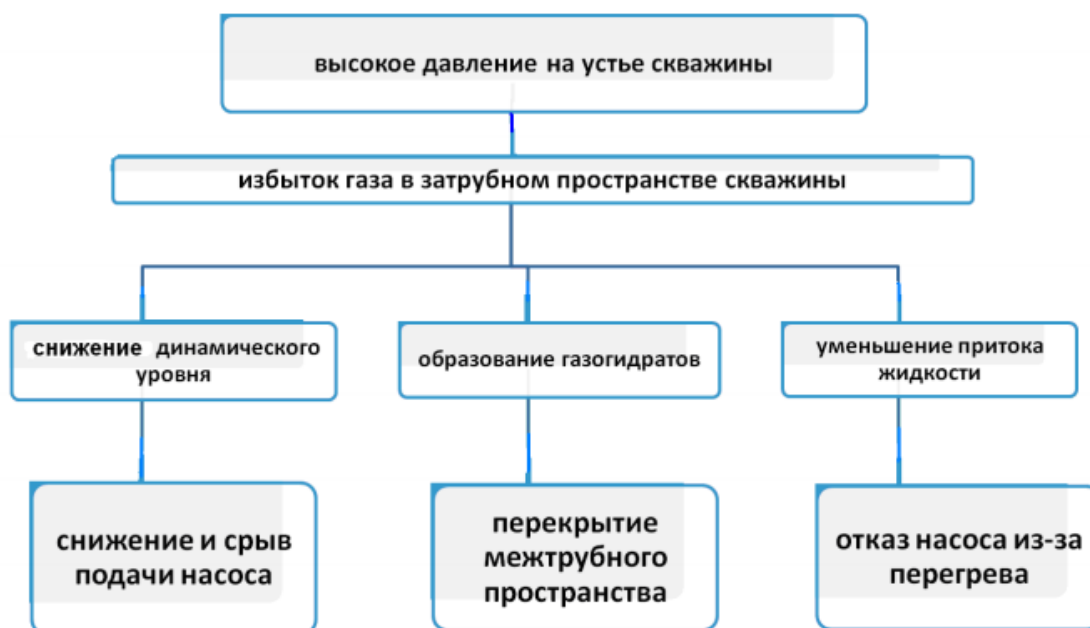 высокое давление на устье скважины
избыток газа в затрубном пространстве скважины
снижение динамического
уровня
образование газогидратов
уменьшение притока
жидкости
снижение и срыв
подачи насоса
перекрытие
межтрубного
пространства
отказ насоса из-за
перегрева